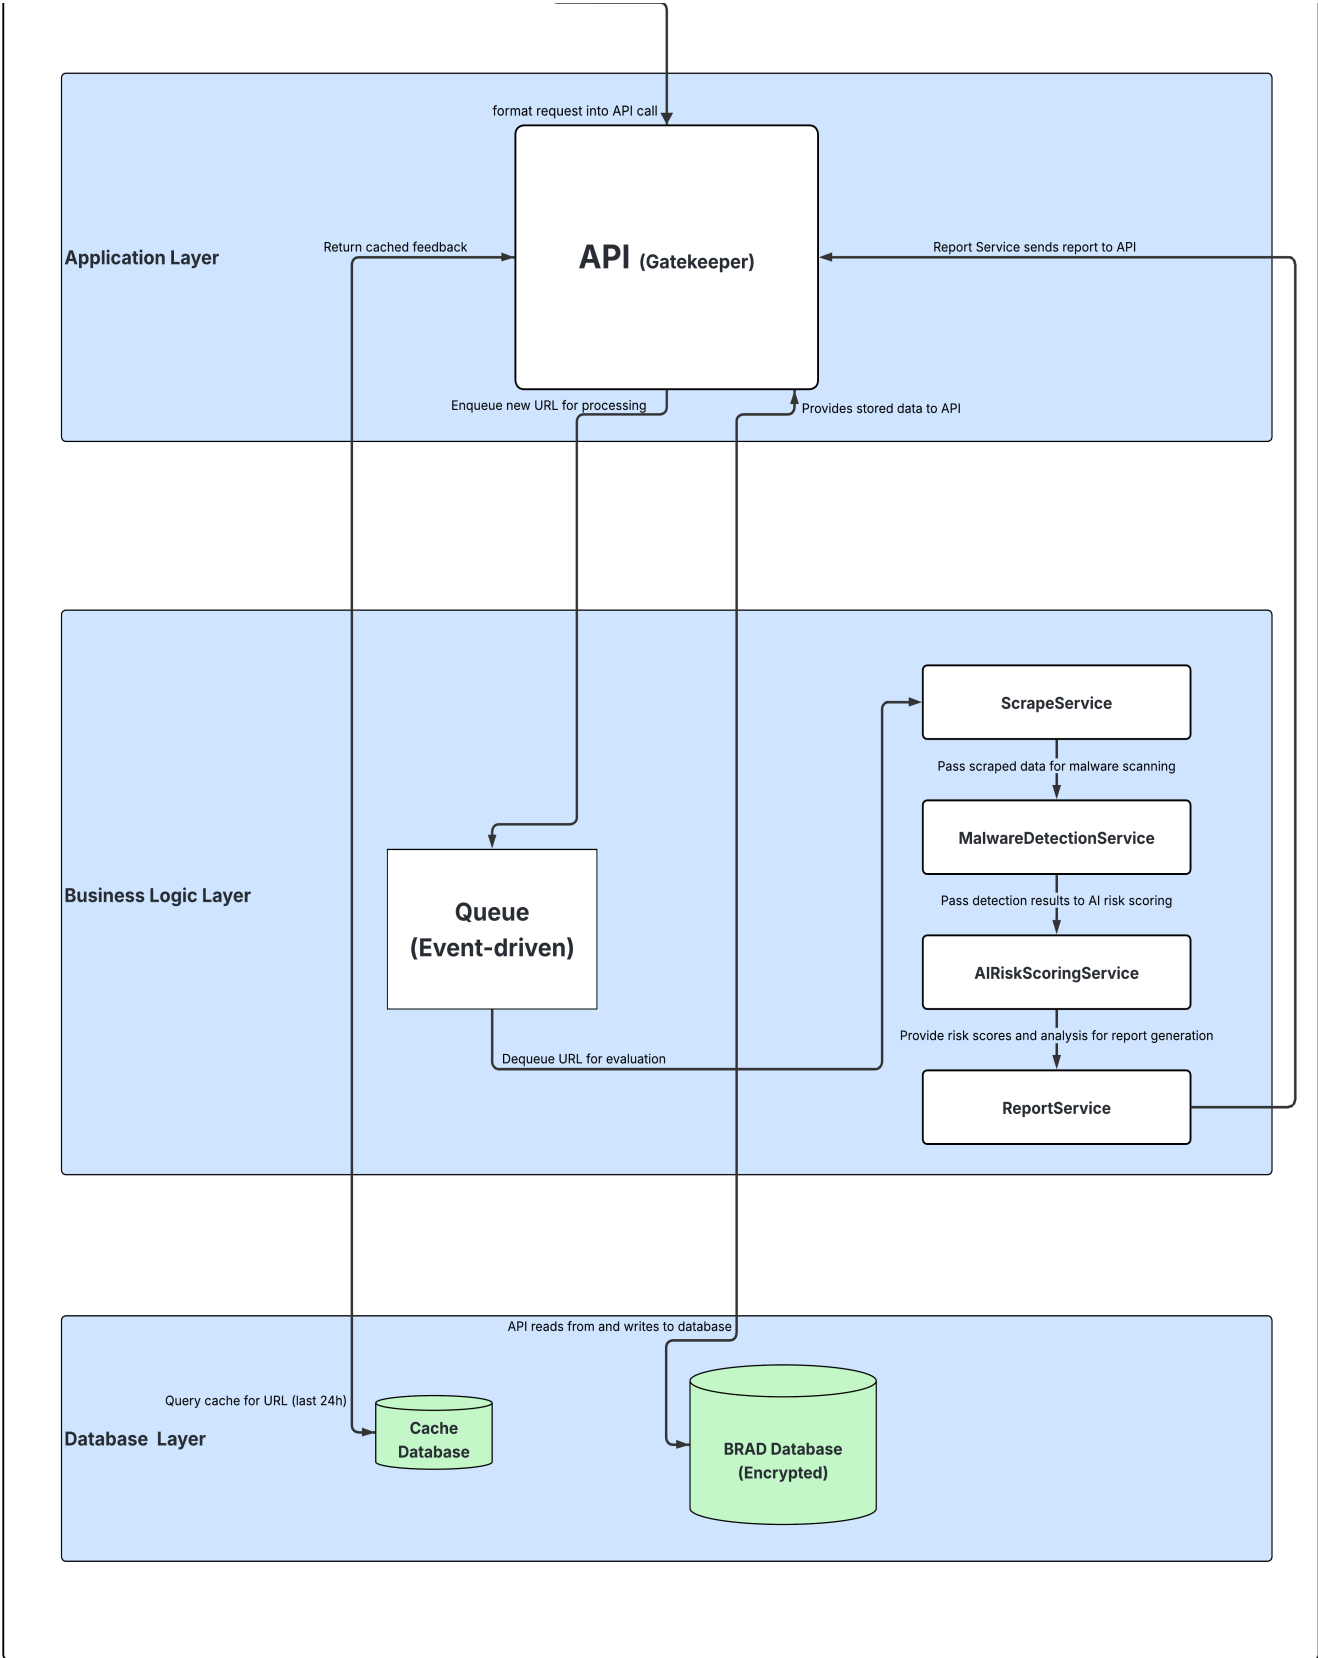 format request into API call
Application Layer
Return cached feedback
API (Gatekeeper)
Report Service sends report to API
Enqueue new URL for processing
Provides stored data to API
Business Logic Layer
Queue
(Event-driven)
Dequeue URL for evaluation
ScrapeService
Pass scraped data for malware scanning
MalwareDetectionService
Pass detection results to AI risk scoring
AIRiskScoringService
Provide risk scores and analysis for report generation
ReportService
Database  Layer
API reads from and writes to database
Query cache for URL (last 24h)
Cache
Database
BRAD Database
(Encrypted)